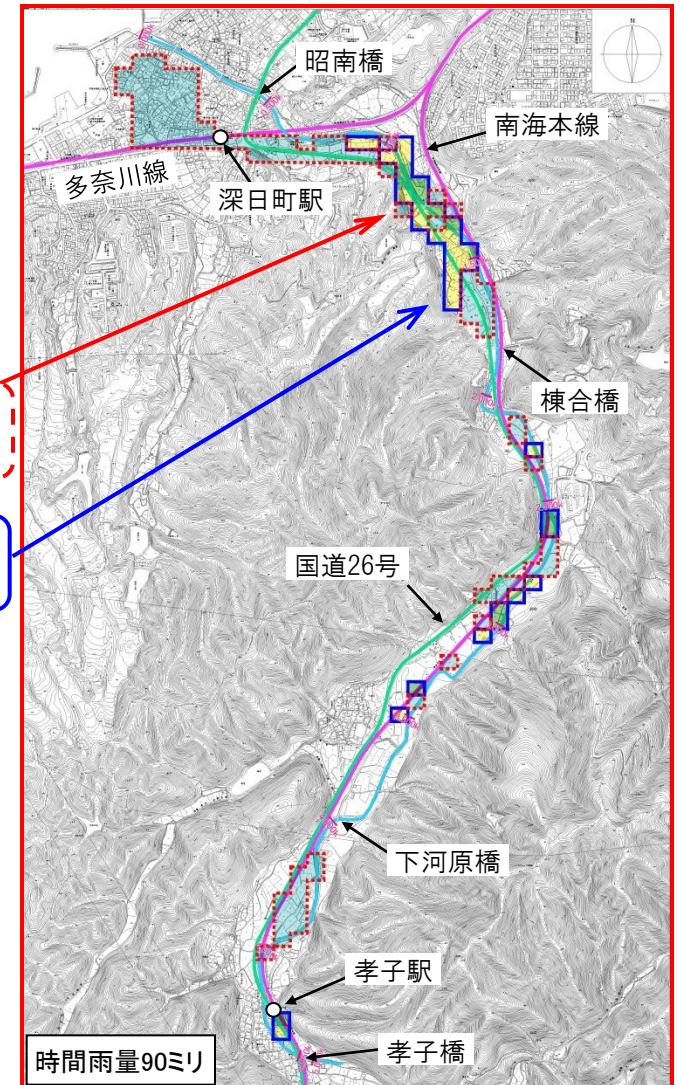 N
昭南橋
南海本線
多奈川線
深日町駅
棟合橋
国道26号
下河原橋
孝子駅
孝子橋
時間雨量90ミリ